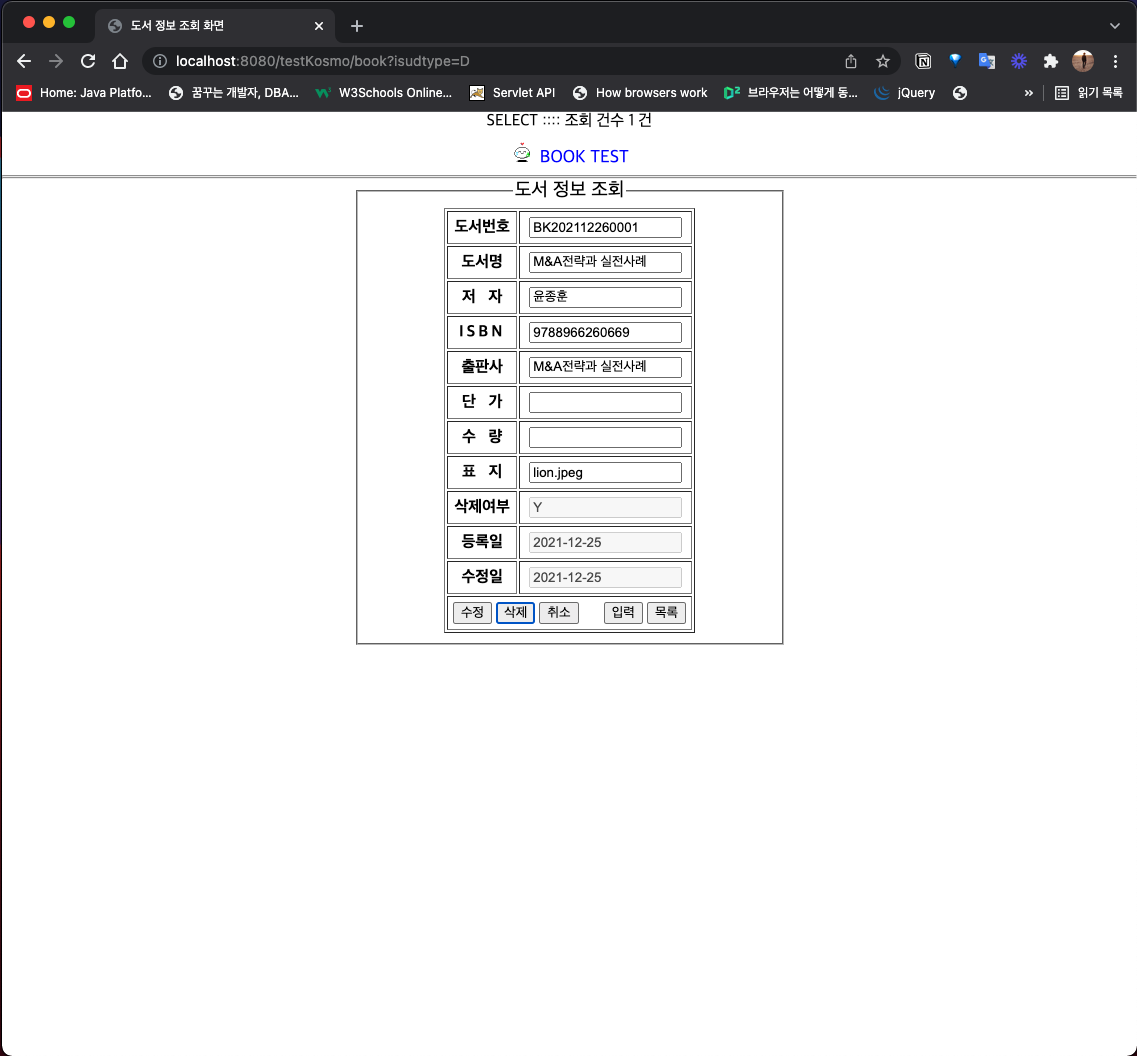 도서 정보 조회 화면
localhost:8080/testKosmo/book?isudtype=D
Home: Java Platfo... 꿈꾸는 개발자, DBA... W3Schools Online... Servlet API How browsers work 브라우저는 어떻게 동... jQuery » 읽기 목록
SELECT :::: 조회 건수 1 건
BOOK TEST
도서 정보 조회
도서번호 BK202112260001
도서명 M&A전략과 실전사례
저 자 윤종훈
I S B N 9788966260669
출판사 M&A전략과 실전사례
단 가
수 량
표 지 lion.jpeg
삭제여부 Y
등록일 2021-12-25
수정일 2021-12-25
수정 삭제 취소 입력 목록